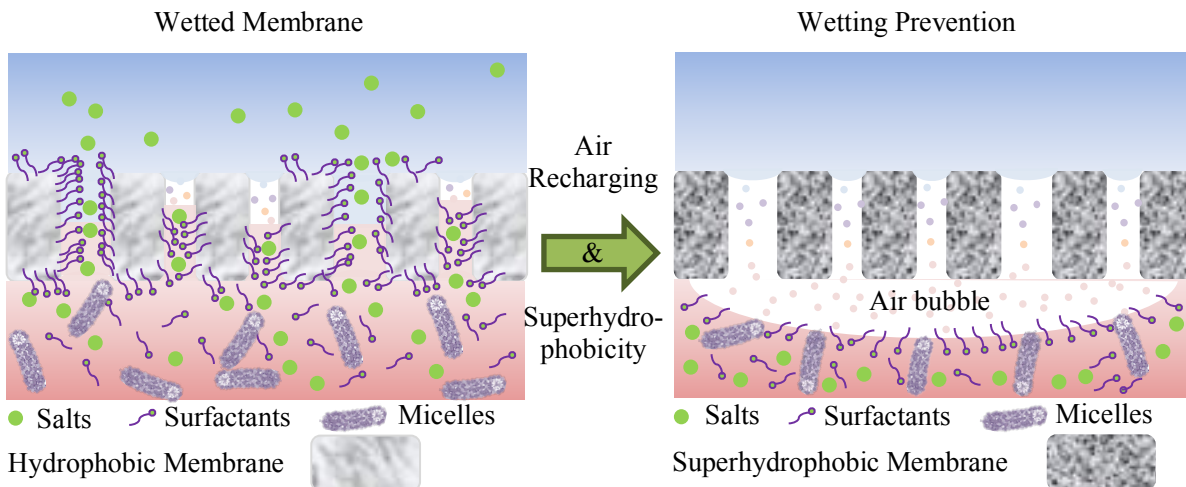 Wetted Membrane
Wetting Prevention
Air
Recharging
&
Superhydro-
phobicity
Air bubble
Salts
Surfactants
Micelles
Hydrophobic Membrane
Salts
Surfactants
Micelles
Superhydrophobic Membrane